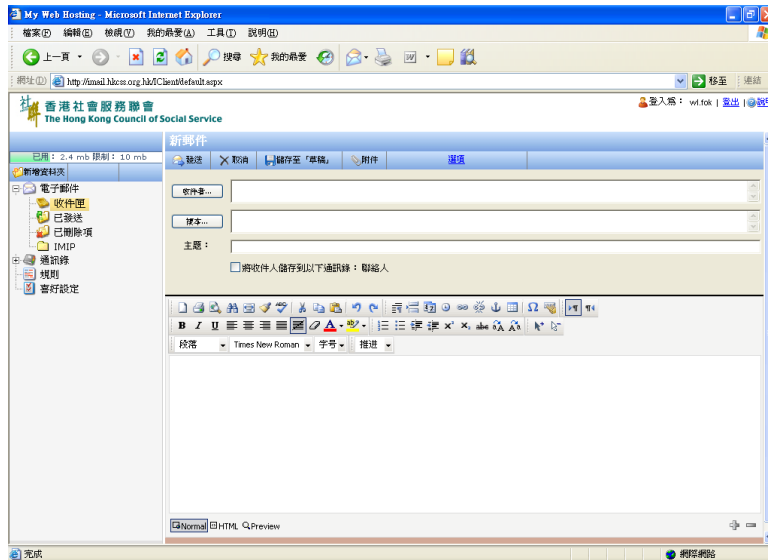 My Web Hosting - Microsoft Internet Explorer
檔案(F) 編輯(E) 檢視(V) 我的最愛(A) 工具(T) 說明(H)
上一頁 搜尋 我的最愛
網址(D) http://imail.hkcss.org.hk/IClient/default.aspx 移至 連結
香港社會服務聯會
The Hong Kong Council of Social Service
登入為： wl.fok | 登出 |
新郵件
已用： 2.4 mb 限制： 10 mb
發送 取消 儲存至「草稿」 附件 選項
新增資料夾
電子郵件
收件匣
已發送
已刪除項
IMIP
通訊錄
規則
喜好設定
收件者...
複本...
主題：
將收件人儲存到以下通訊錄： 聯絡人
段落 Times New Roman 字号 推进
Normal HTML Preview
完成 網際網路